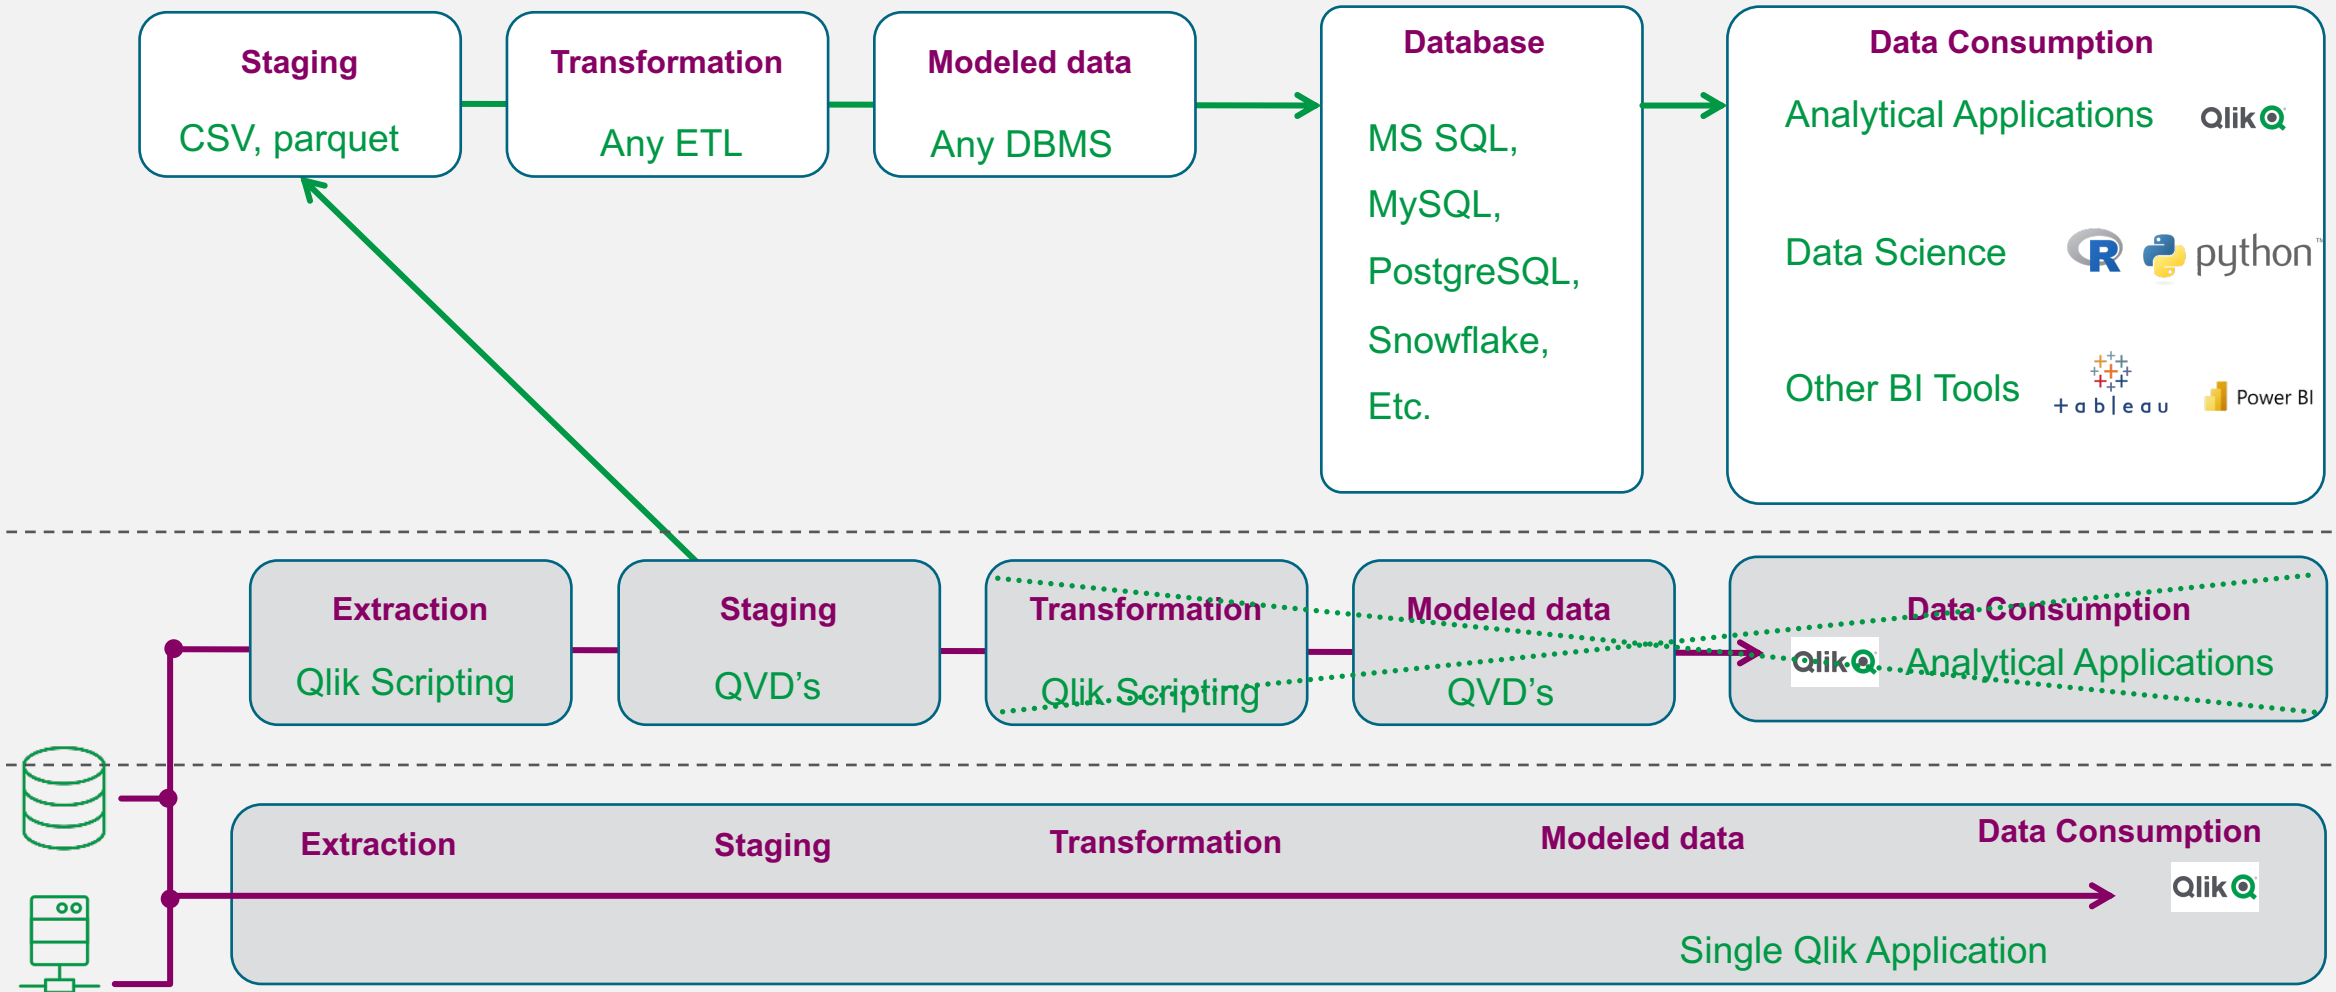 Staging
CSV, parquet
Transformation
Any ETL
Modeled data
Any DBMS
Database
MS SQL,
MySQL,
PostgreSQL,
Snowflake,
Etc.
Data Consumption
Analytical Applications
Qlik
Data Science
R
python™
Other BI Tools
+ableau
Power BI
Extraction
Qlik Scripting
Staging
QVD’s
Transformation
Qlik Scripting
Modeled data
QVD’s
Data Consumption
Qlik
Analytical Applications
Extraction
Staging
Transformation
Modeled data
Data Consumption
Qlik
Single Qlik Application